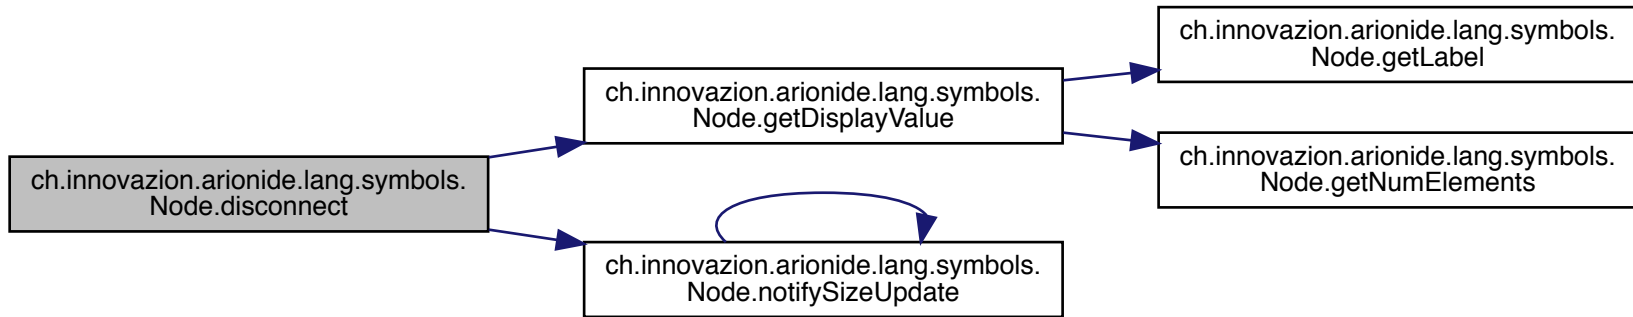 ch.innovazion.arionide.lang.symbols.
Node.disconnect
ch.innovazion.arionide.lang.symbols.
Node.getDisplayValue
ch.innovazion.arionide.lang.symbols.
Node.getLabel
ch.innovazion.arionide.lang.symbols.
Node.getNumElements
ch.innovazion.arionide.lang.symbols.
Node.notifySizeUpdate